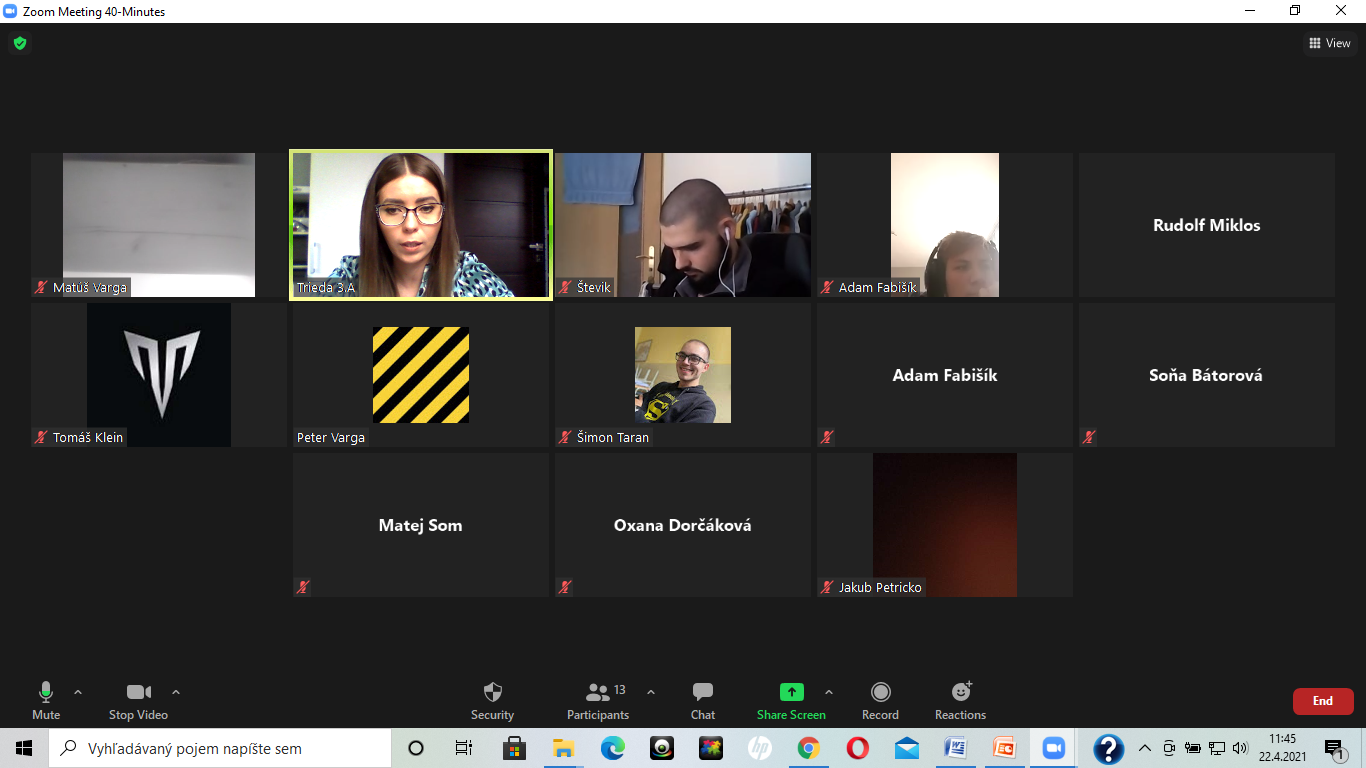 Zoom Meeting 40-Minutes
View
Matúš Varga
Trieda 3.A
Števik
Adam Fabišík
Rudolf Miklos
Tomáš Klein
Peter Varga
Šimon Taran
Adam Fabišík
Soňa Bátorová
Matej Som
Oxana Dorčáková
Jakub Petricko
Mute
Stop Video
Security
Participants 13
Chat
Share Screen
Record
Reactions
End
Vyhľadávaný pojem napíšte sem
11:45
22.4.2021
1